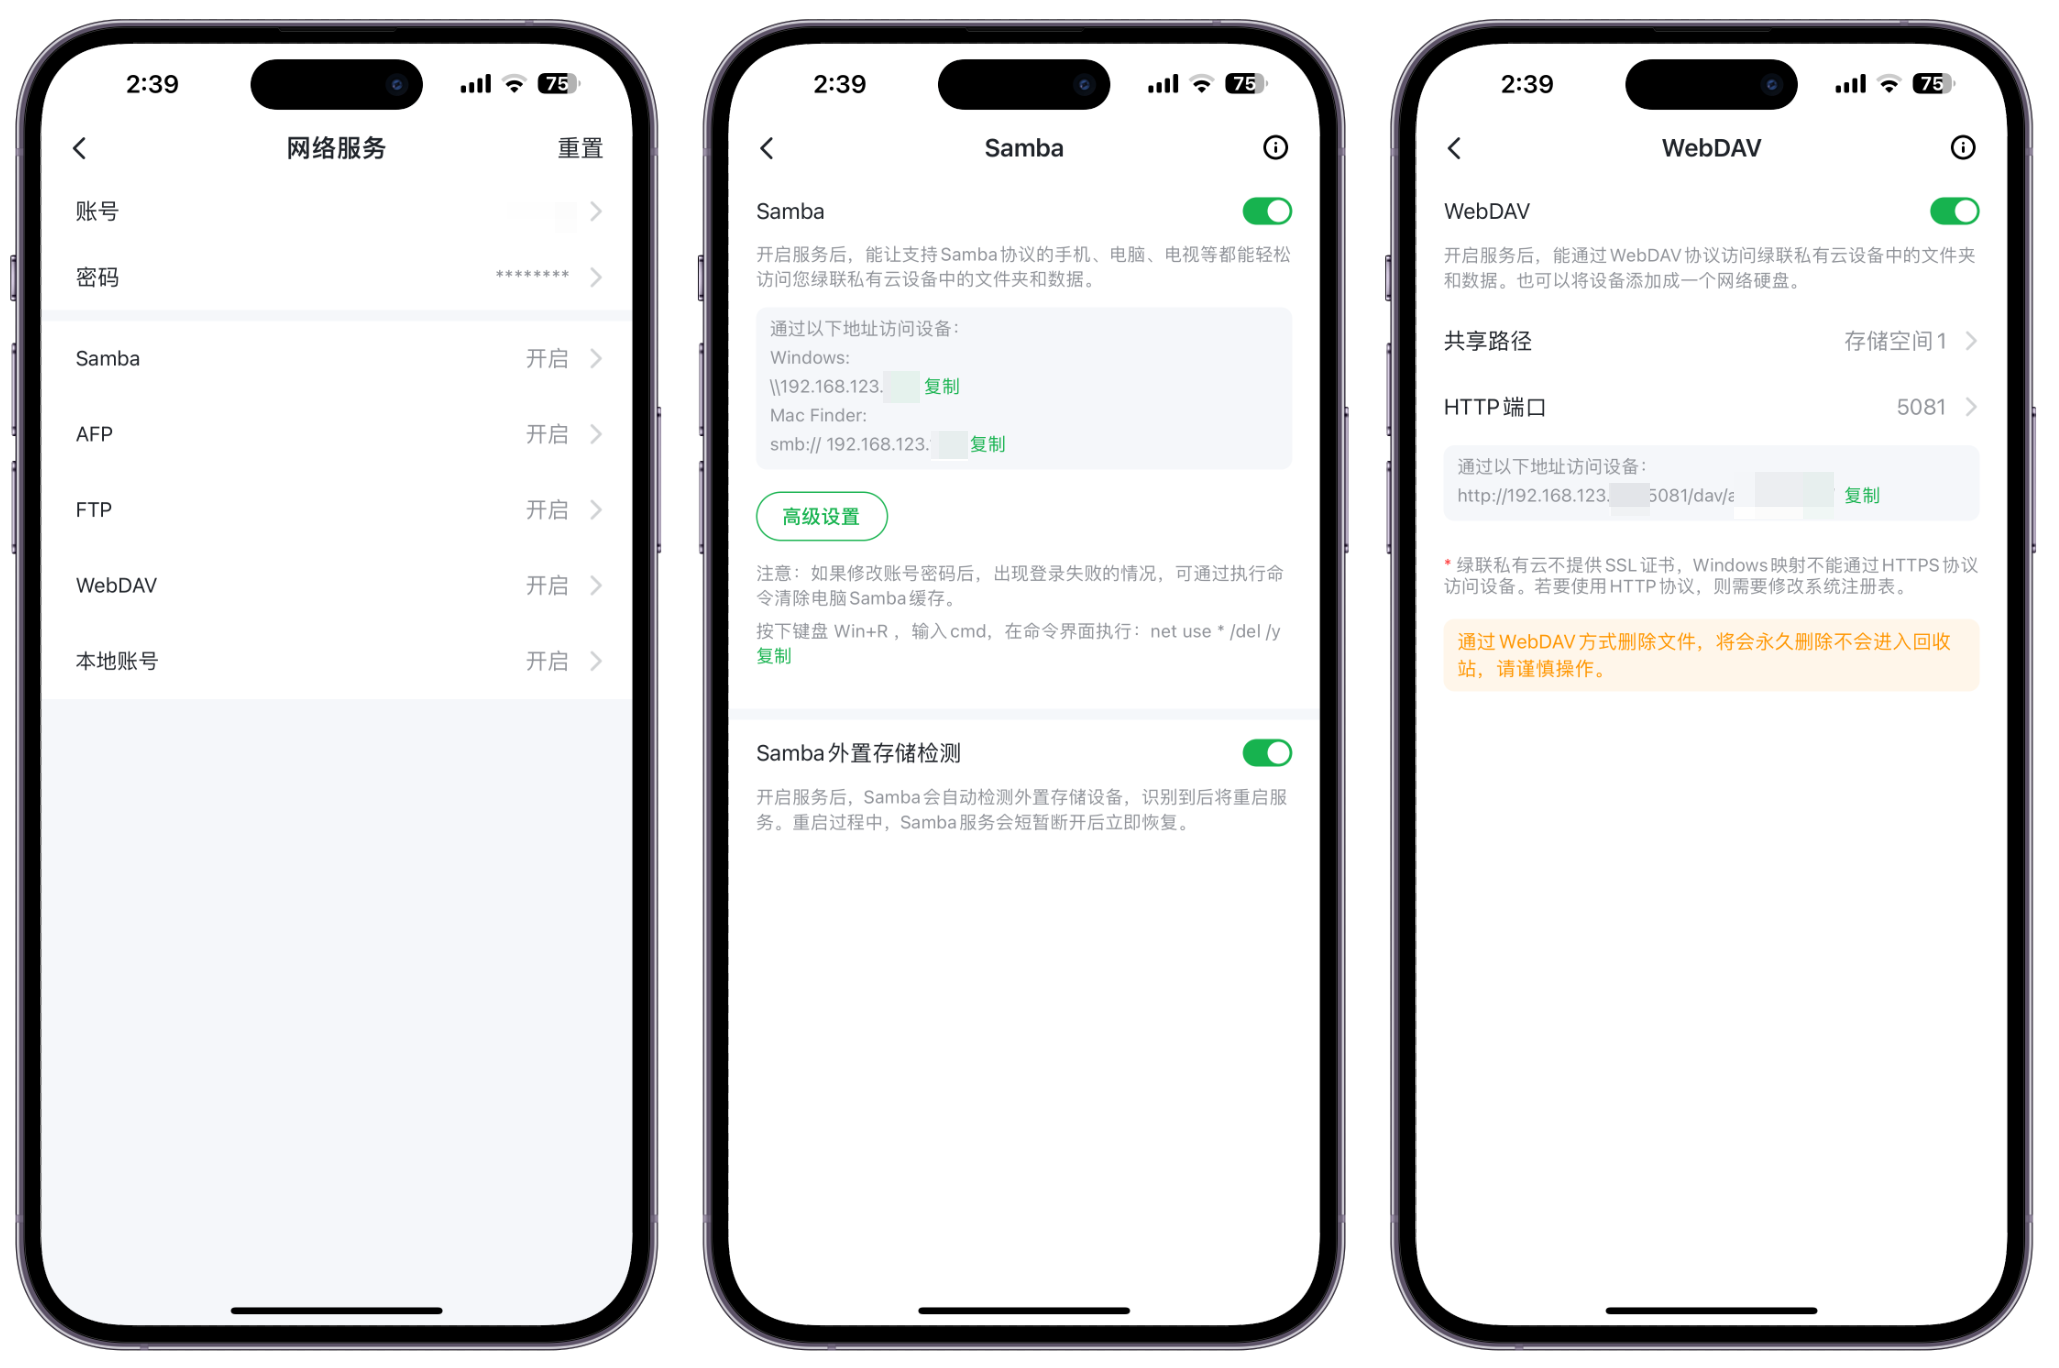 2:39
75
网络服务
重置
账号
密码
********
Samba
开启
AFP
开启
FTP
开启
WebDAV
开启
本地账号
开启
2:39
75
Samba
Samba
开启服务后，能让支持Samba协议的手机、电脑、电视等都能轻松
访问您绿联私有云设备中的文件夹和数据。
通过以下地址访问设备：
Windows:
\\192.168.123. 复制
Mac Finder:
smb:// 192.168.123. 复制
高级设置
注意：如果修改账号密码后，出现登录失败的情况，可通过执行命
令清除电脑Samba缓存。
按下键盘 Win+R ，输入cmd，在命令界面执行：net use * /del /y
复制
Samba外置存储检测
开启服务后，Samba会自动检测外置存储设备，识别到后将重启服
务。重启过程中，Samba服务会短暂断开后立即恢复。
2:39
75
WebDAV
WebDAV
开启服务后，能通过WebDAV协议访问绿联私有云设备中的文件夹
和数据。也可以将设备添加成一个网络硬盘。
共享路径
存储空间1
HTTP端口
5081
通过以下地址访问设备：
http://192.168.123. 5081/dav/a 复制
* 绿联私有云不提供SSL证书，Windows映射不能通过HTTPS协议
访问设备。若要使用HTTP协议，则需要修改系统注册表。
通过WebDAV方式删除文件，将会永久删除不会进入回收
站，请谨慎操作。